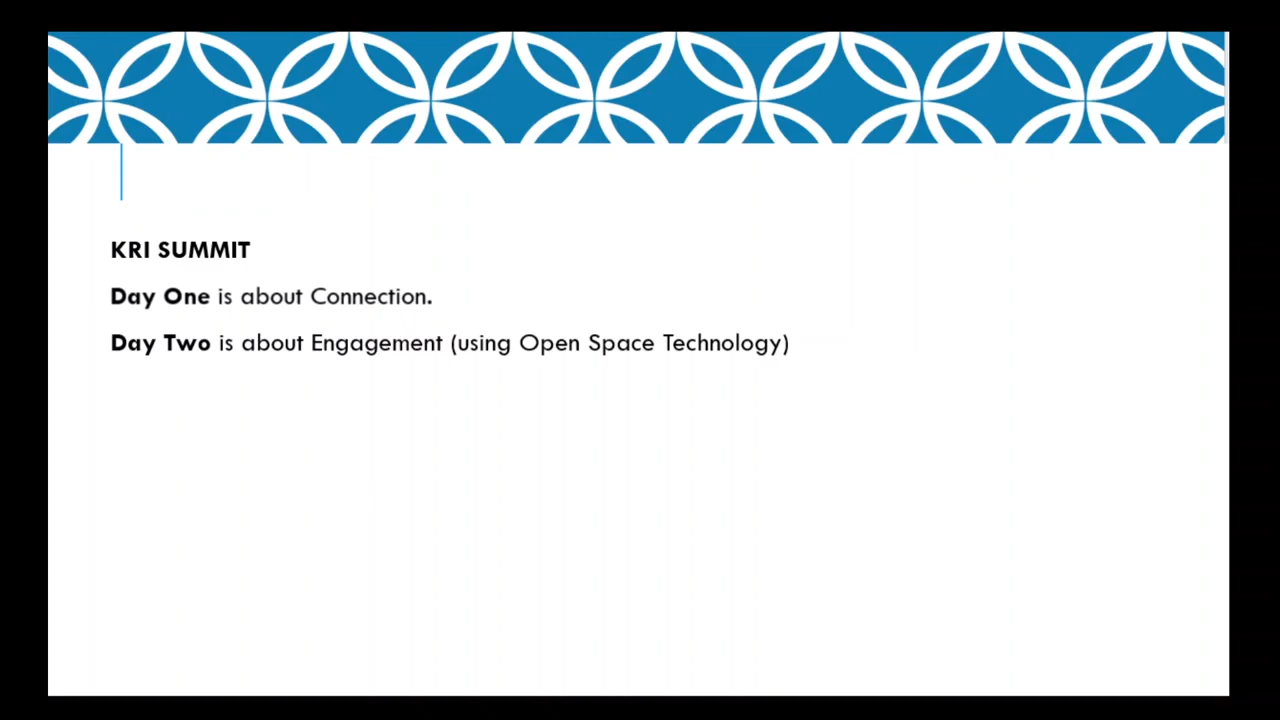 KRI SUMMIT
Day One is about Connection.
Day Two is about Engagement (using Open Space Technology)